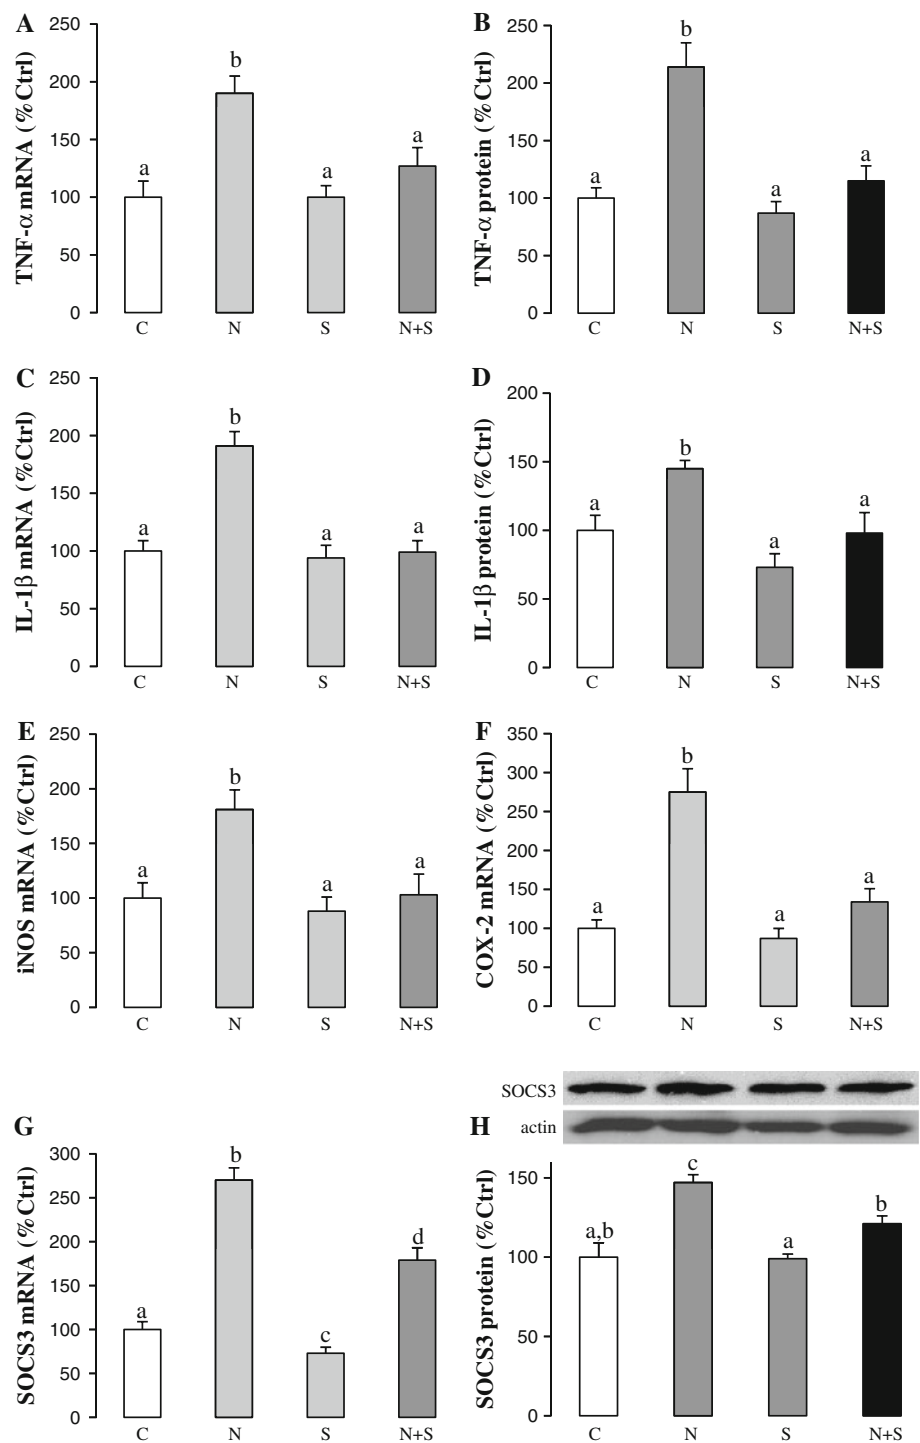 A
TNF-α mRNA (%Ctrl)
250
200
150
100
50
0
a
b
a
a
C N S N+S
B
TNF-α protein (%Ctrl)
250
200
150
100
50
0
a
b
a
a
C N S N+S
C
IL-1β mRNA (%Ctrl)
250
200
150
100
50
0
a
b
a
a
C N S N+S
D
IL-1β protein (%Ctrl)
200
150
100
50
0
a
b
a
a
C N S N+S
E
iNOS mRNA (%Ctrl)
250
200
150
100
50
0
a
b
a
a
C N S N+S
F
COX-2 mRNA (%Ctrl)
350
300
250
200
150
100
50
0
a
b
a
a
C N S N+S
G
SOCS3 mRNA (%Ctrl)
300
250
200
150
100
50
0
a
b
c
d
C N S N+S
SOCS3
H actin
SOCS3 protein (%Ctrl)
150
100
50
0
a,b
c
a
b
C N S N+S